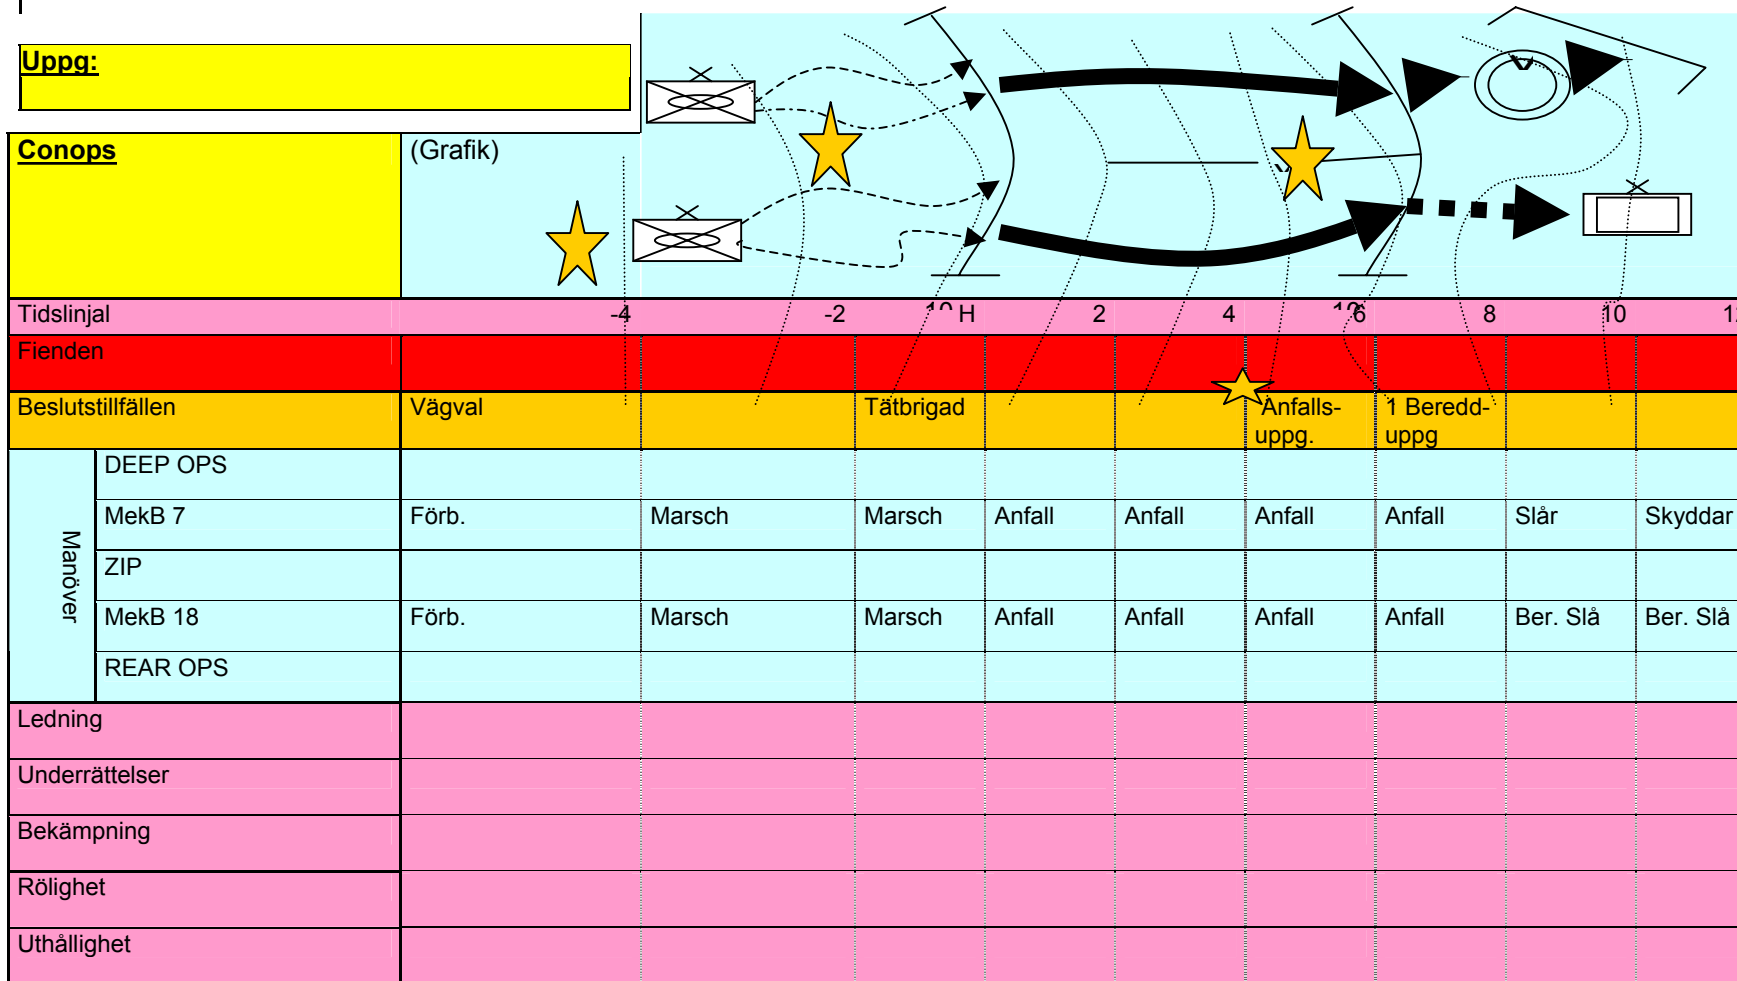 Uppg:
Conops (Grafik)
Tidslinjal -4 -2 H 2 4 6 8 10
Fienden
Beslutstillfällen Vägval Tätbrigad Anfalls- 1 Beredd-
uppg. uppg
Manöver
DEEP OPS
MekB 7 Förb. Marsch Marsch Anfall Anfall Anfall Anfall Slår Skyddar
ZIP
MekB 18 Förb. Marsch Marsch Anfall Anfall Anfall Anfall Ber. Slå Ber. Slå
REAR OPS
Ledning
Underrättelser
Bekämpning
Rölighet
Uthållighet